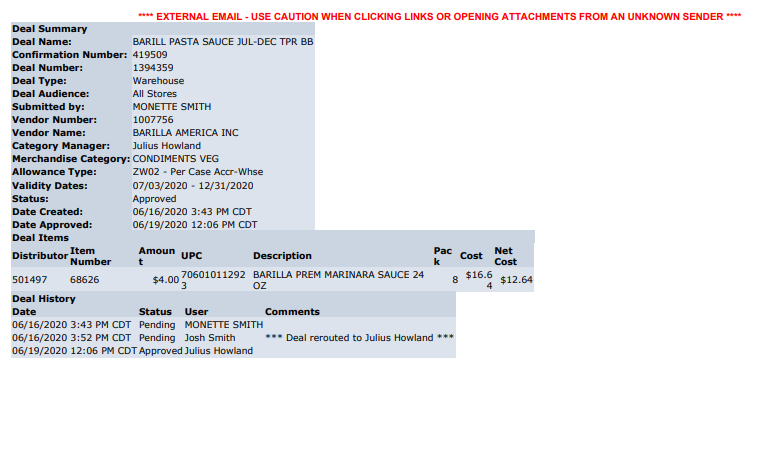 **** EXTERNAL EMAIL - USE CAUTION WHEN CLICKING LINKS OR OPENING ATTACHMENTS FROM AN UNKNOWN SENDER ****
Deal Summary
Deal Name: BARILL PASTA SAUCE JUL-DEC TPR BB
Confirmation Number: 419509
Deal Number: 1394359
Deal Type: Warehouse
Deal Audience: All Stores
Submitted by: MONETTE SMITH
Vendor Number: 1007756
Vendor Name: BARILLA AMERICA INC
Category Manager: Julius Howland
Merchandise Category: CONDIMENTS VEG
Allowance Type: ZW02 - Per Case Accr-Whse
Validity Dates: 07/03/2020 - 12/31/2020
Status: Approved
Date Created: 06/16/2020 3:43 PM CDT
Date Approved: 06/19/2020 12:06 PM CDT
Deal Items
Distributor Item Number Amoun t UPC Description Pac k Cost Net Cost
501497 68626 $4.00 70601011292 3 BARILLA PREM MARINARA SAUCE 24 OZ 8 $16.6 4 $12.64
Deal History
Date Status User Comments
06/16/2020 3:43 PM CDT Pending MONETTE SMITH
06/16/2020 3:52 PM CDT Pending Josh Smith *** Deal rerouted to Julius Howland ***
06/19/2020 12:06 PM CDT Approved Julius Howland